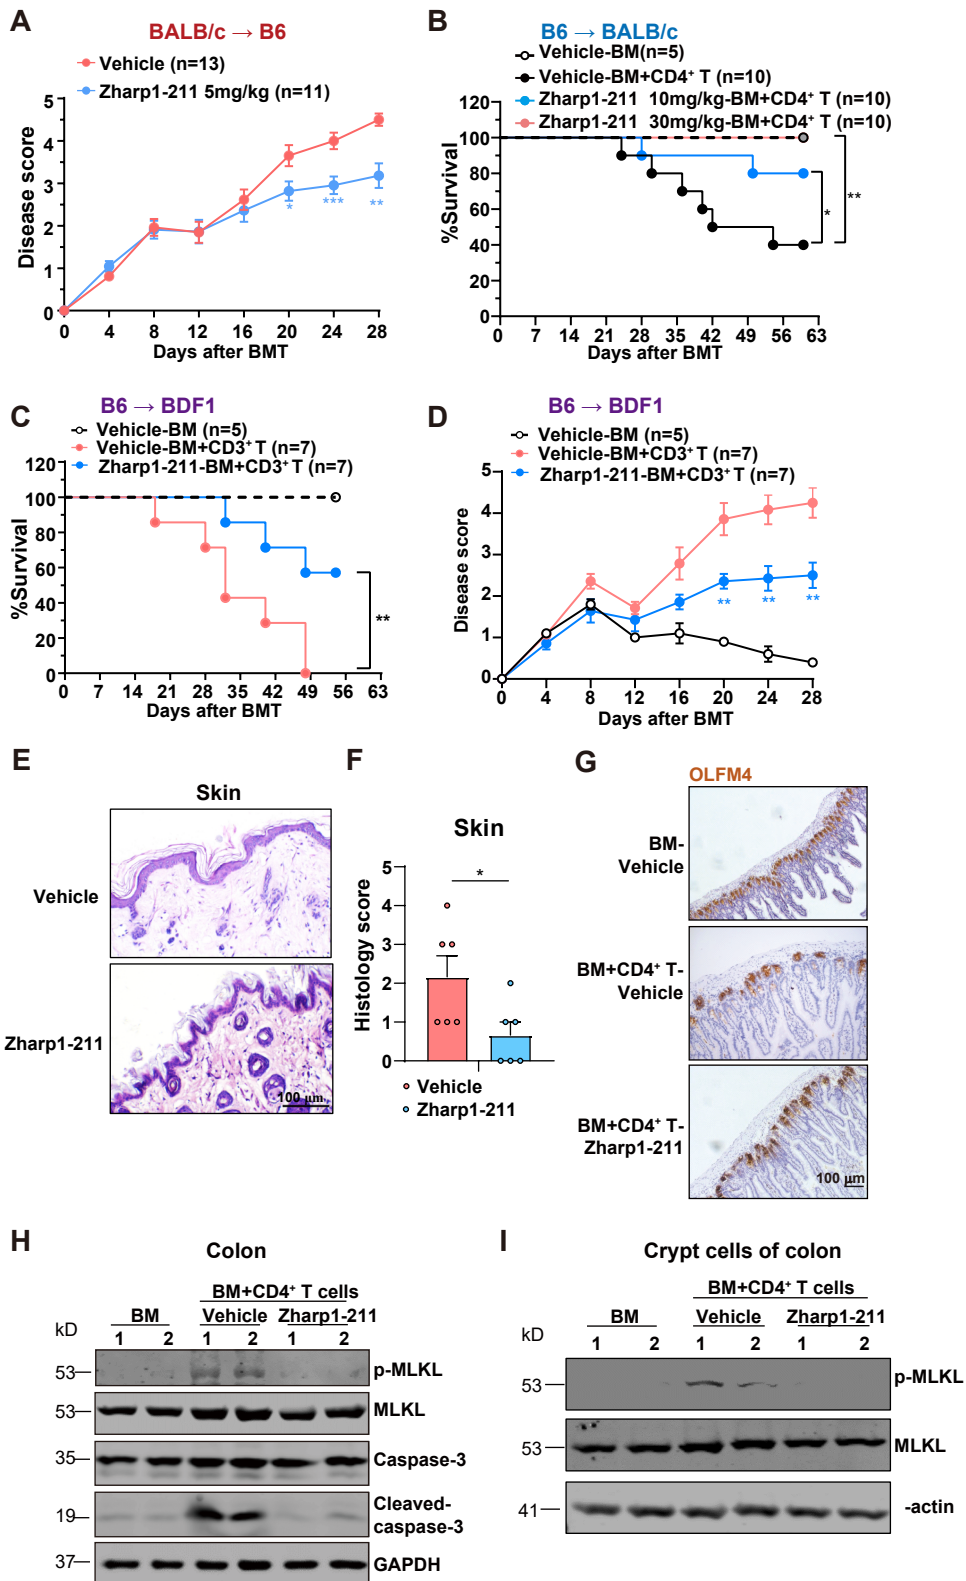 A
BALB/c → B6
Vehicle (n=13)
Zharp1-211 5mg/kg (n=11)
Disease score
5
4
3
2
1
0
* *** **
0 4 8 12 16 20 24 28
Days after BMT
B
B6 → BALB/c
Vehicle-BM(n=5)
Vehicle-BM+CD4⁺ T (n=10)
Zharp1-211 10mg/kg-BM+CD4⁺ T (n=10)
Zharp1-211 30mg/kg-BM+CD4⁺ T (n=10)
%Survival
120
100
80
60
40
20
0
* **
0 7 14 21 28 35 42 49 56 63
Days after BMT
C
B6 → BDF1
Vehicle-BM (n=5)
Vehicle-BM+CD3⁺T (n=7)
Zharp1-211-BM+CD3⁺T (n=7)
%Survival
120
100
80
60
40
20
0
**
0 7 14 21 28 35 42 49 56 63
Days after BMT
D
B6 → BDF1
Vehicle-BM (n=5)
Vehicle-BM+CD3⁺T (n=7)
Zharp1-211-BM+CD3⁺T (n=7)
Disease score
5
4
3
2
1
0
** ** **
0 4 8 12 16 20 24 28
Days after BMT
E
Skin
Vehicle
Zharp1-211
100 μm
F
Skin
Histology score
5
4
3
2
1
0
*
Vehicle
Zharp1-211
G
OLFM4
BM-
Vehicle
BM+CD4⁺ T-
Vehicle
BM+CD4⁺ T-
Zharp1-211
100 μm
H
Colon
BM+CD4⁺ T cells
BM Vehicle Zharp1-211
kD 1 2 1 2 1 2
53 p-MLKL
53 MLKL
35 Caspase-3
19 Cleaved-
caspase-3
37 GAPDH
I
Crypt cells of colon
BM+CD4⁺ T cells
BM Vehicle Zharp1-211
kD 1 2 1 2 1 2
53 p-MLKL
53 MLKL
41 -actin